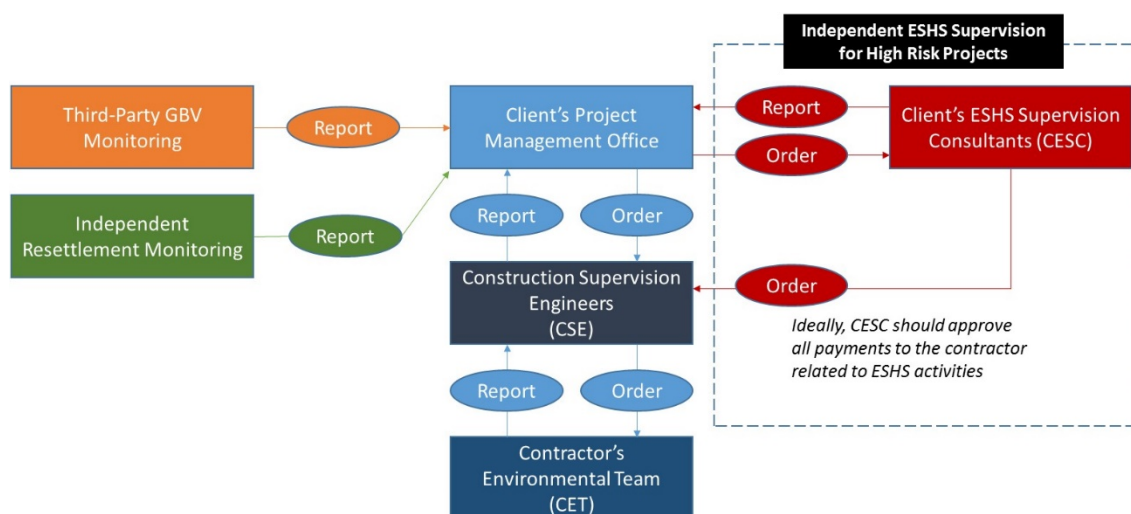 Independent ESHS Supervision
for High Risk Projects
Third-Party GBV
Monitoring
Report
Client's Project
Management Office
Report
Order
Client's ESHS Supervision
Consultants (CESC)
Independent
Resettlement Monitoring
Report
Report
Order
Construction Supervision
Engineers
(CSE)
Order
Ideally, CESC should approve
all payments to the contractor
related to ESHS activities
Report
Order
Contractor's
Environmental Team
(CET)